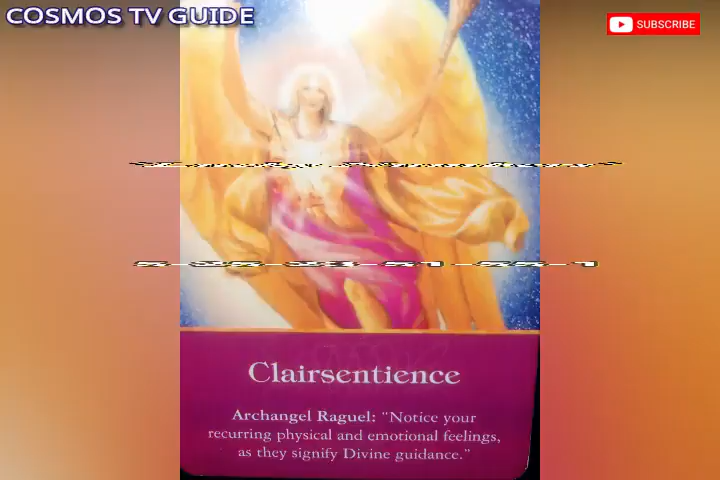 COSMOS TV GUIDE
SUBSCRIBE
Clairsentience
Archangel Raguel: "Notice your
recurring physical and emotional feelings,
as they signify Divine guidance."